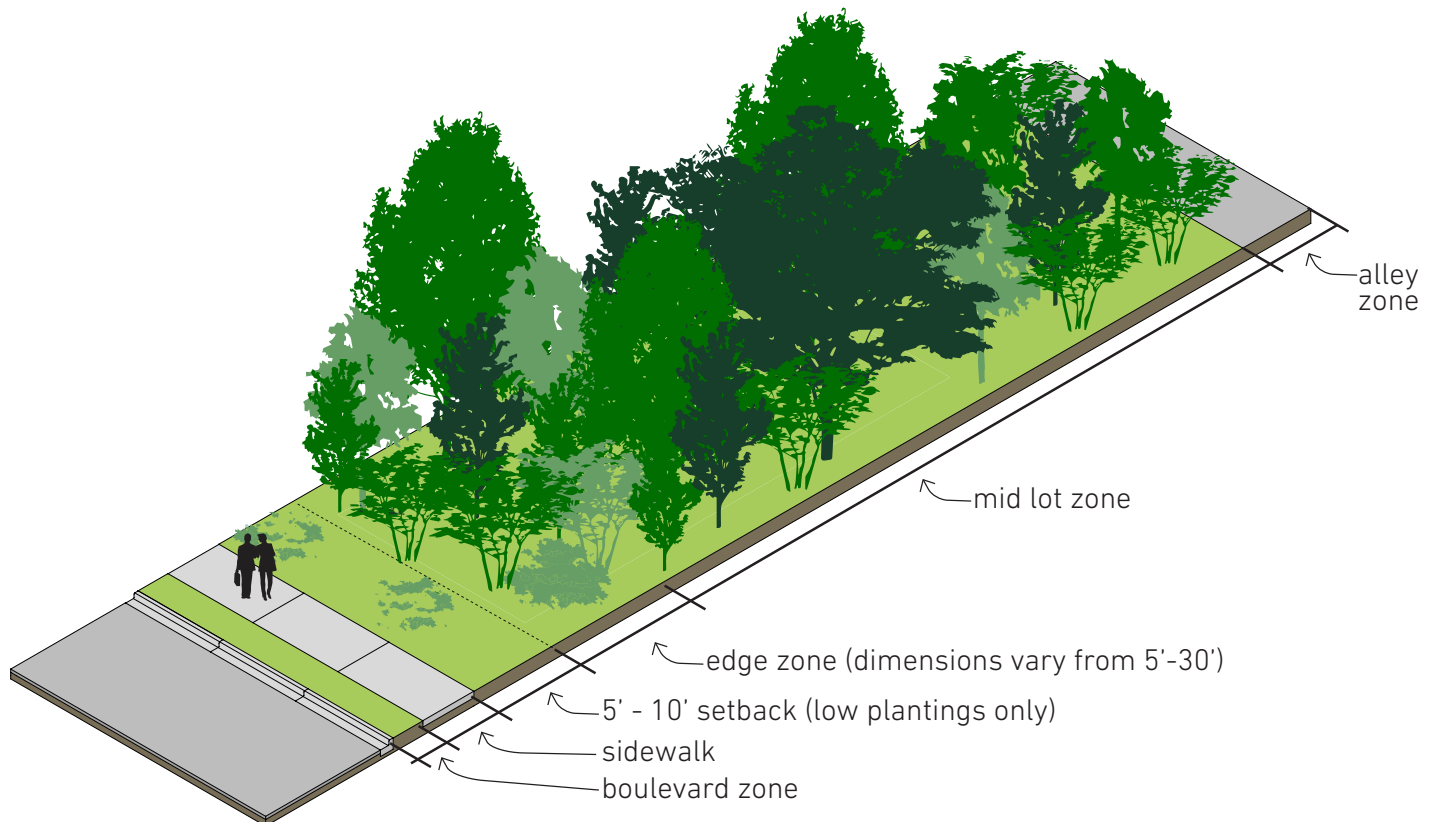 alley
zone
mid lot zone
edge zone (dimensions vary from 5’-30’)
5’ - 10’ setback (low plantings only)
sidewalk
boulevard zone